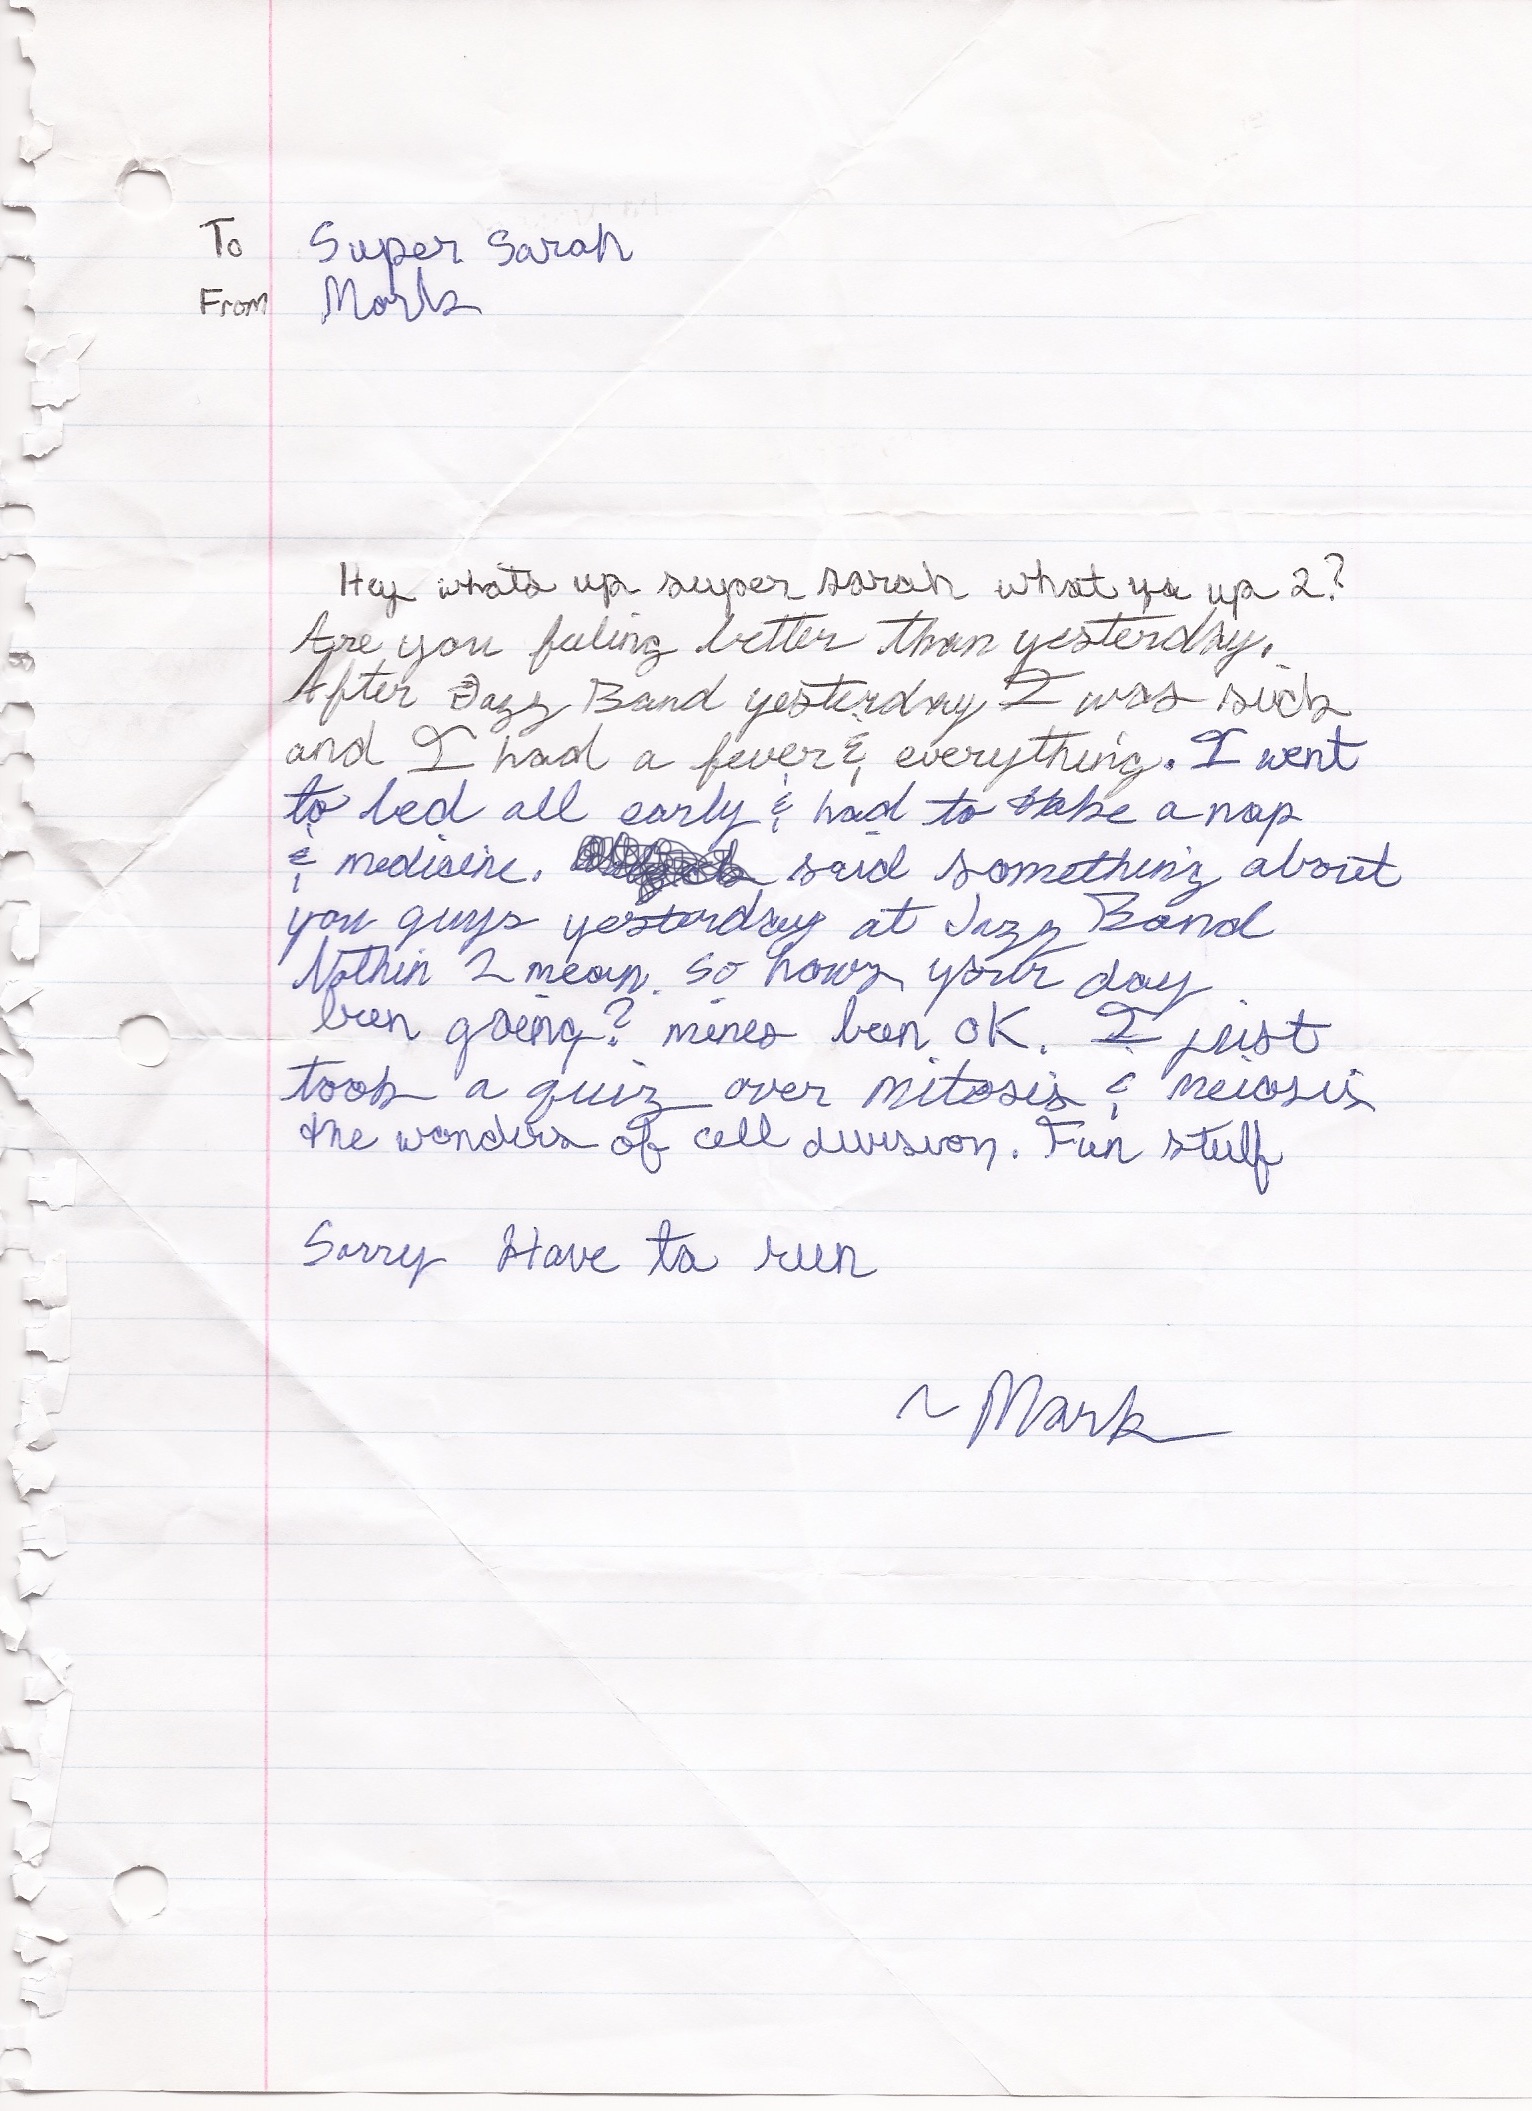 To Super Sarah
From Mark
Hey whats up super sarah what ya up 2?
Are you feeling better than yesterday.
After Jazz Band yesterday I was sick
and I had a fever & everything. I went
to bed all early & had to take a nap
& medicine. said something about
you guys yesterday at Jazz Band
Nothin 2 mean. So hows your day
been going? mines been OK. I just
took a quiz over mitosis & meiosis
the wonders of cell division. Fun stuff
Sorry Have ta run
~ Mark